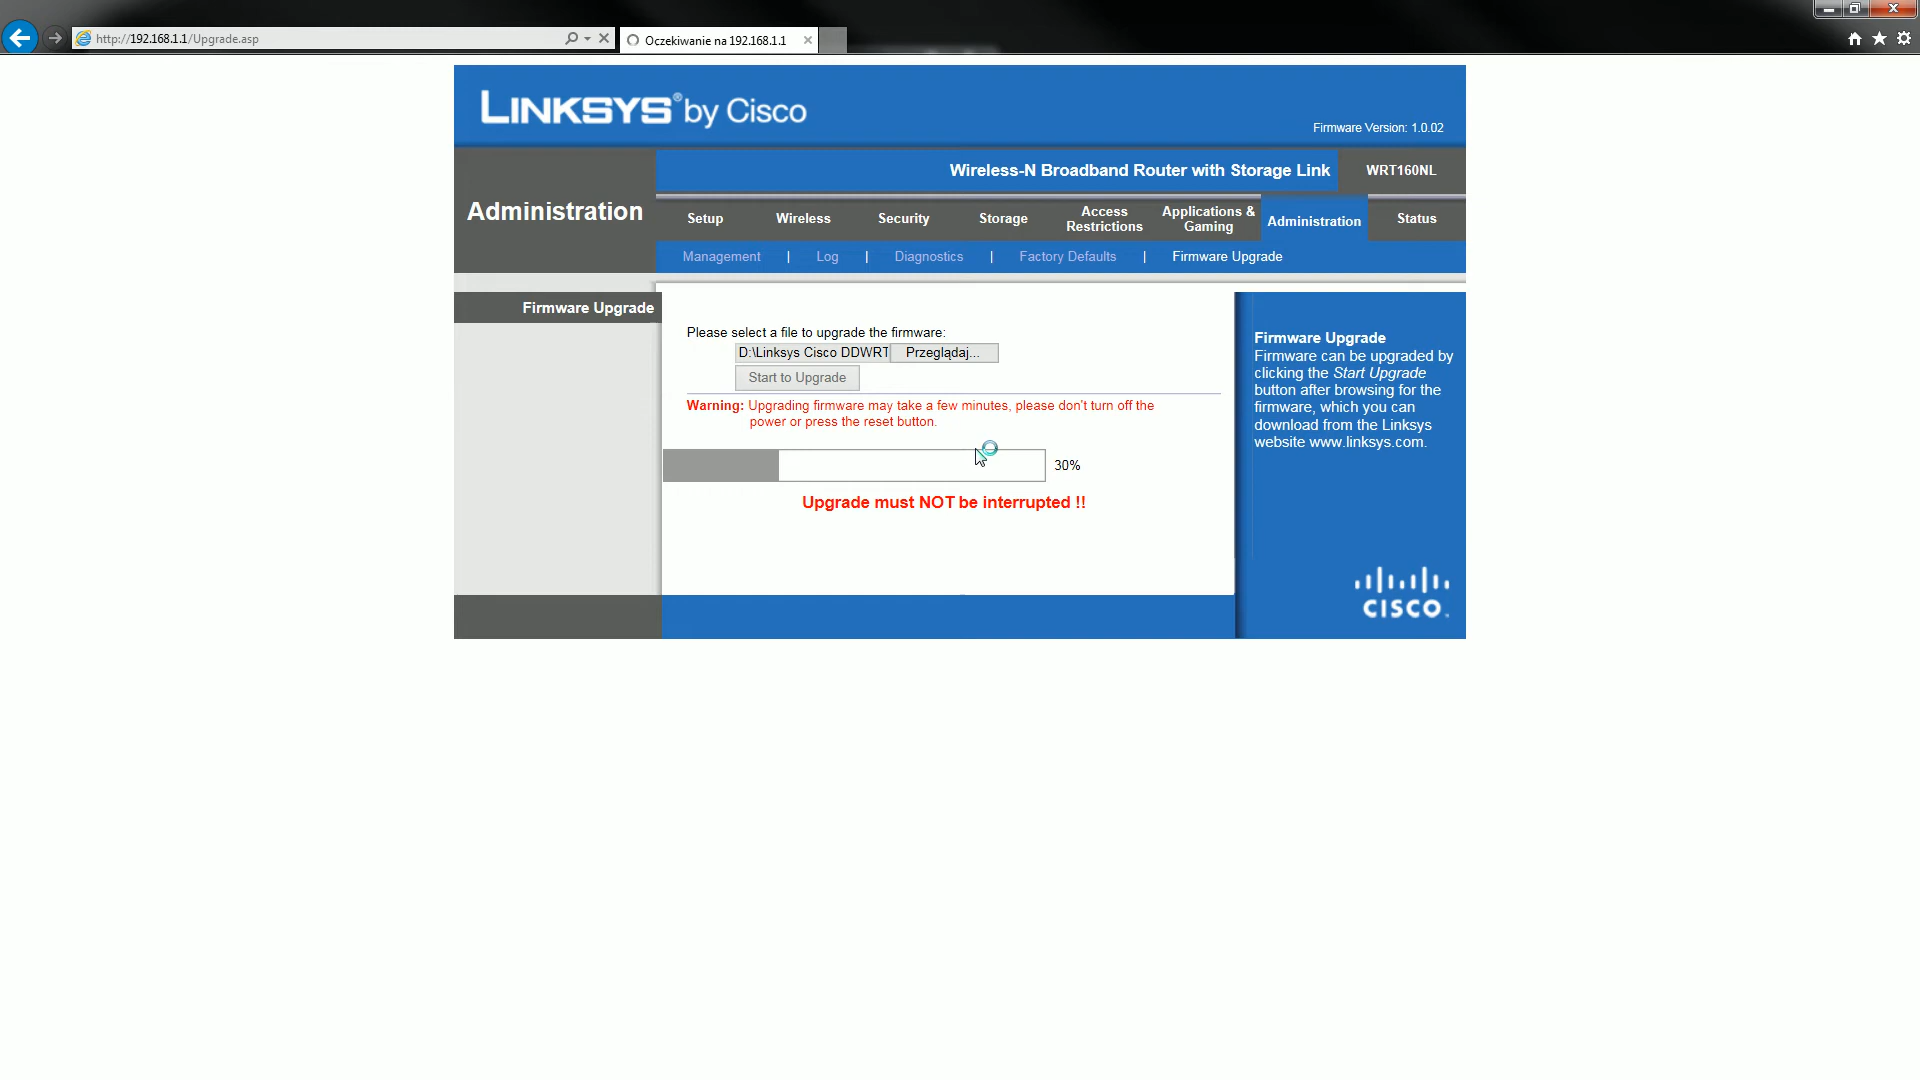 http://192.168.1.1/Upgrade.asp
Oczekiwanie na 192.168.1.1
LINKSYS® by Cisco
Firmware Version: 1.0.02
Wireless-N Broadband Router with Storage Link
WRT160NL
Administration
Setup
Wireless
Security
Storage
Access
Restrictions
Applications &
Gaming
Administration
Status
Management | Log | Diagnostics | Factory Defaults | Firmware Upgrade
Firmware Upgrade
Please select a file to upgrade the firmware:
D:\Linksys Cisco DDWRT
Przeglądaj...
Start to Upgrade
Warning: Upgrading firmware may take a few minutes, please don't turn off the
power or press the reset button.
30%
Upgrade must NOT be interrupted !!
Firmware Upgrade
Firmware can be upgraded by
clicking the Start Upgrade
button after browsing for the
firmware, which you can
download from the Linksys
website www.linksys.com.
CISCO.